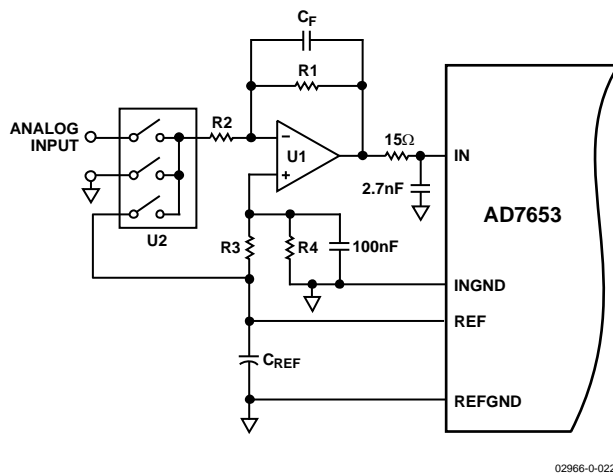 CF
R1
R2
ANALOG
INPUT
−
U1
+
15Ω
IN
2.7nF
AD7653
U2
R3
R4
100nF
INGND
REF
CREF
REFGND
02966-0-022